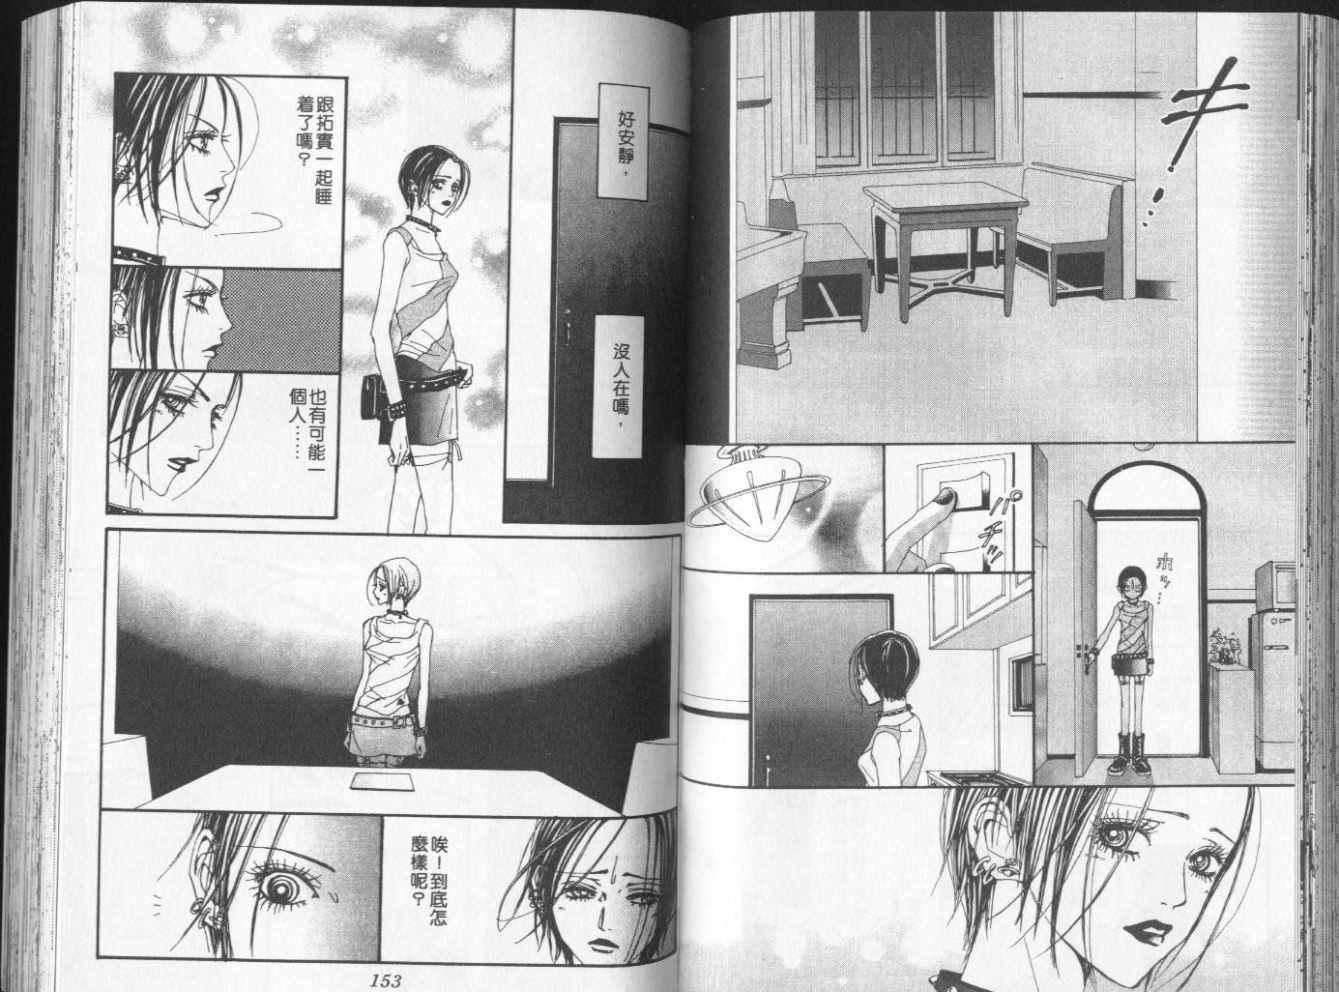 キ…
パチッ
ホッ…
好安靜，
沒人在嗎，
跟拓實一起睡
着了嗎？
也有可能一
個人……
唉！到底怎
麼樣呢？
153